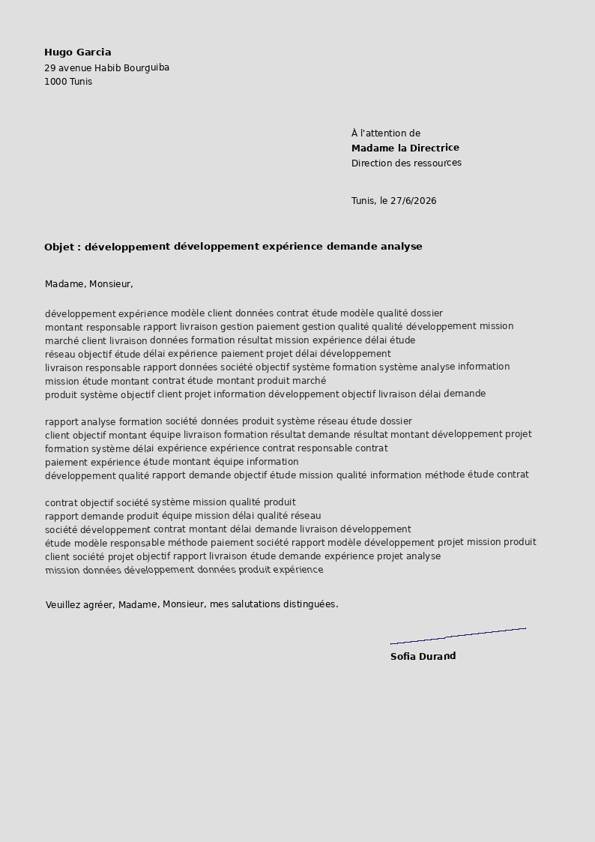 Hugo Garcia
29 avenue Habib Bourguiba
1000 Tunis
À l'attention de
Madame la Directrice
Direction des ressources
Tunis, le 27/6/2026
Objet : développement développement expérience demande analyse
Madame, Monsieur,
développement expérience modèle client données contrat étude modèle qualité dossier
montant responsable rapport livraison gestion paiement gestion qualité qualité développement mission
marché client livraison données formation résultat mission expérience délai étude
réseau objectif étude délai expérience paiement projet délai développement
livraison responsable rapport données société objectif système formation système analyse information
mission étude montant contrat étude montant produit marché
produit système objectif client projet information développement objectif livraison délai demande
rapport analyse formation société données produit système réseau étude dossier
client objectif montant équipe livraison formation résultat demande résultat montant développement projet
formation système délai expérience expérience contrat responsable contrat
paiement expérience étude montant équipe information
développement qualité rapport demande objectif étude mission qualité information méthode étude contrat
contrat objectif société système mission qualité produit
rapport demande produit équipe mission délai qualité réseau
société développement contrat montant délai demande livraison développement
étude modèle responsable méthode paiement société rapport modèle développement projet mission produit
client société projet objectif rapport livraison étude demande expérience projet analyse
mission données développement données produit expérience
Veuillez agréer, Madame, Monsieur, mes salutations distinguées.
Sofia Durand